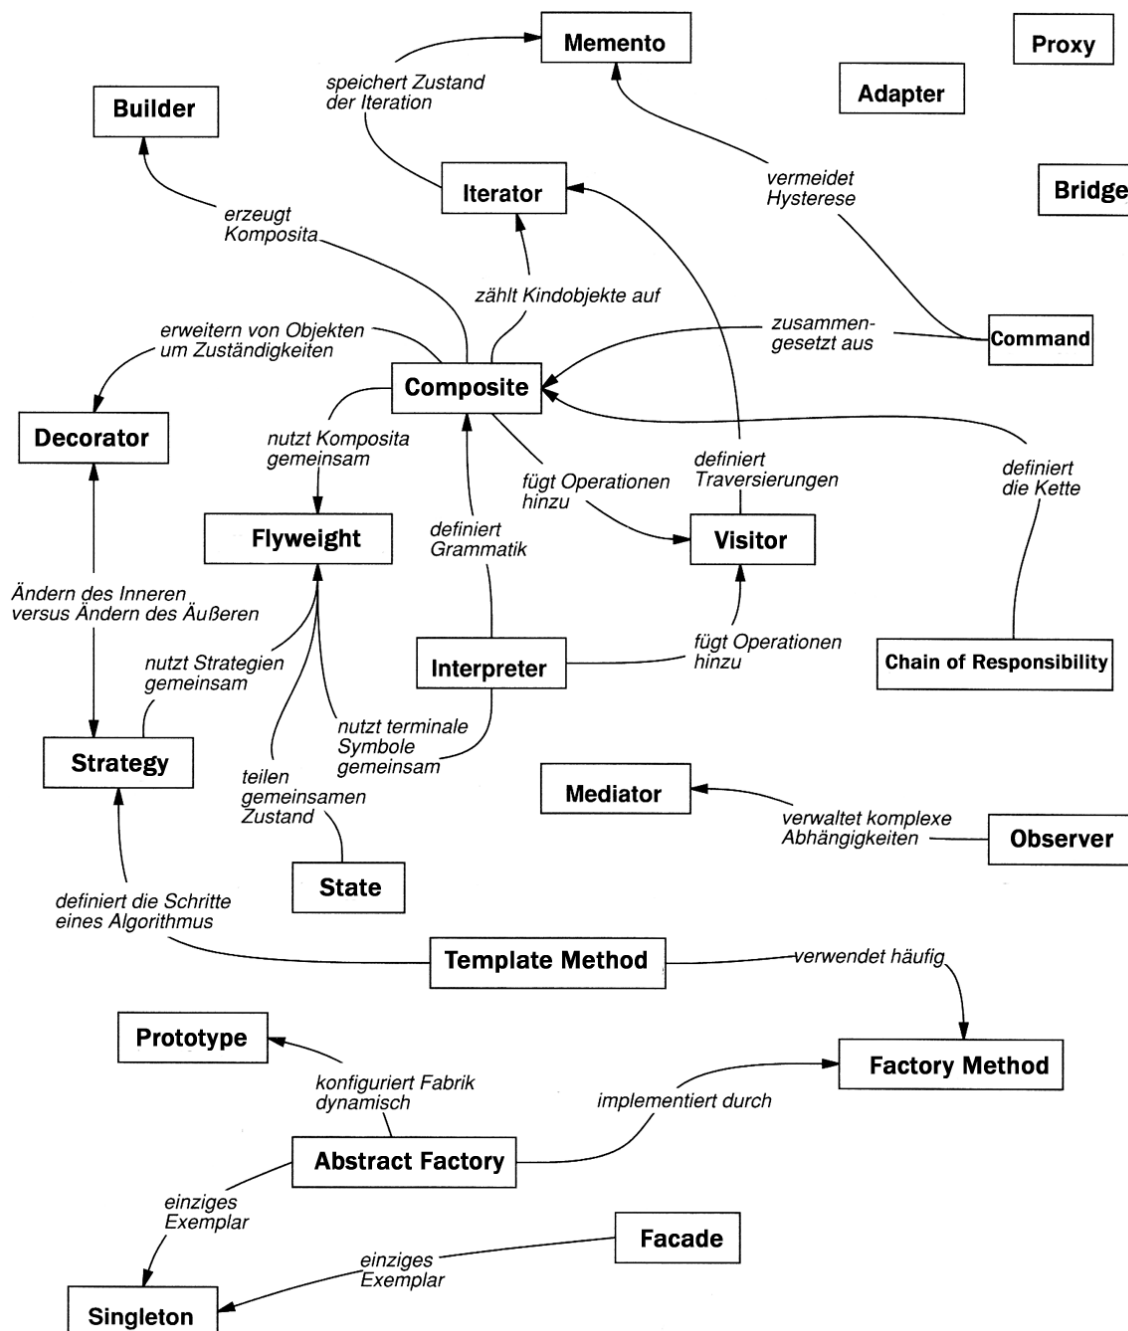 Memento
Proxy
Adapter
speichert Zustand
der Iteration
Builder
Iterator
vermeidet
Hysterese
Bridge
erzeugt
Komposita
zählt Kindobjekte auf
erweitern von Objekten
um Zuständigkeiten
zusammen-
gesetzt aus
Command
Composite
Decorator
nutzt Komposita
gemeinsam
fügt Operationen
hinzu
definiert
Traversierungen
definiert
die Kette
Flyweight
definiert
Grammatik
Visitor
Ändern des Inneren
versus Ändern des Äußeren
nutzt Strategien
gemeinsam
Interpreter
fügt Operationen
hinzu
Chain of Responsibility
nutzt terminale
Symbole
gemeinsam
Strategy
teilen
gemeinsamen
Zustand
Mediator
verwaltet komplexe
Abhängigkeiten
Observer
State
definiert die Schritte
eines Algorithmus
Template Method
verwendet häufig
Prototype
Factory Method
konfiguriert Fabrik
dynamisch
implementiert durch
Abstract Factory
einziges
Exemplar
Facade
einziges
Exemplar
Singleton